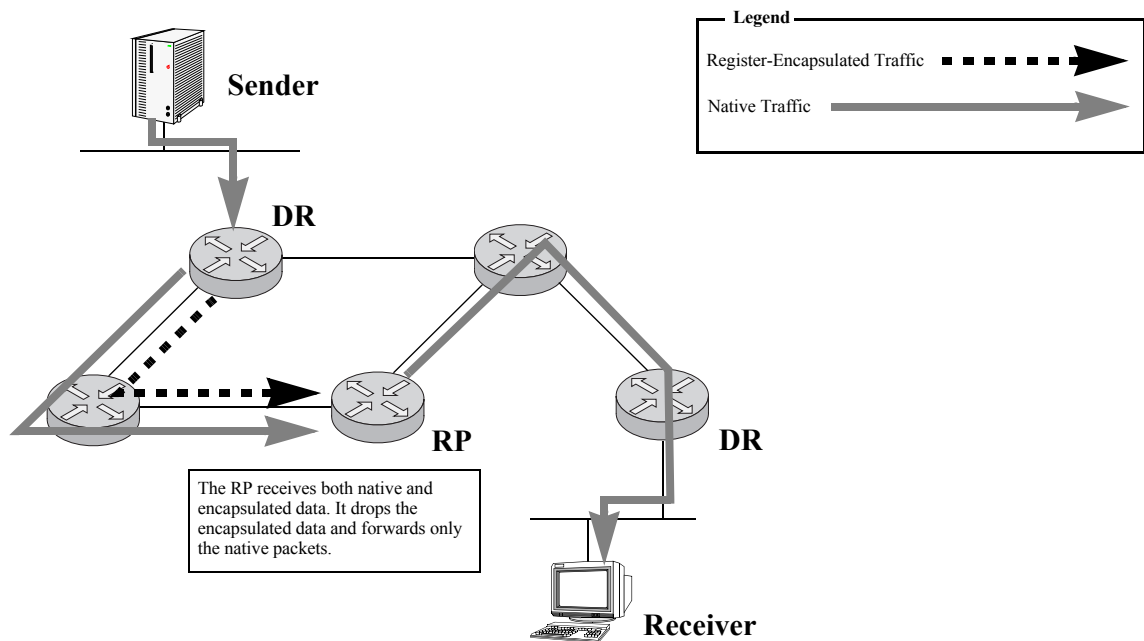 Legend
Register-Encapsulated Traffic
Native Traffic
Sender
DR
RP
DR
The RP receives both native and
encapsulated data. It drops the
encapsulated data and forwards only
the native packets.
Receiver